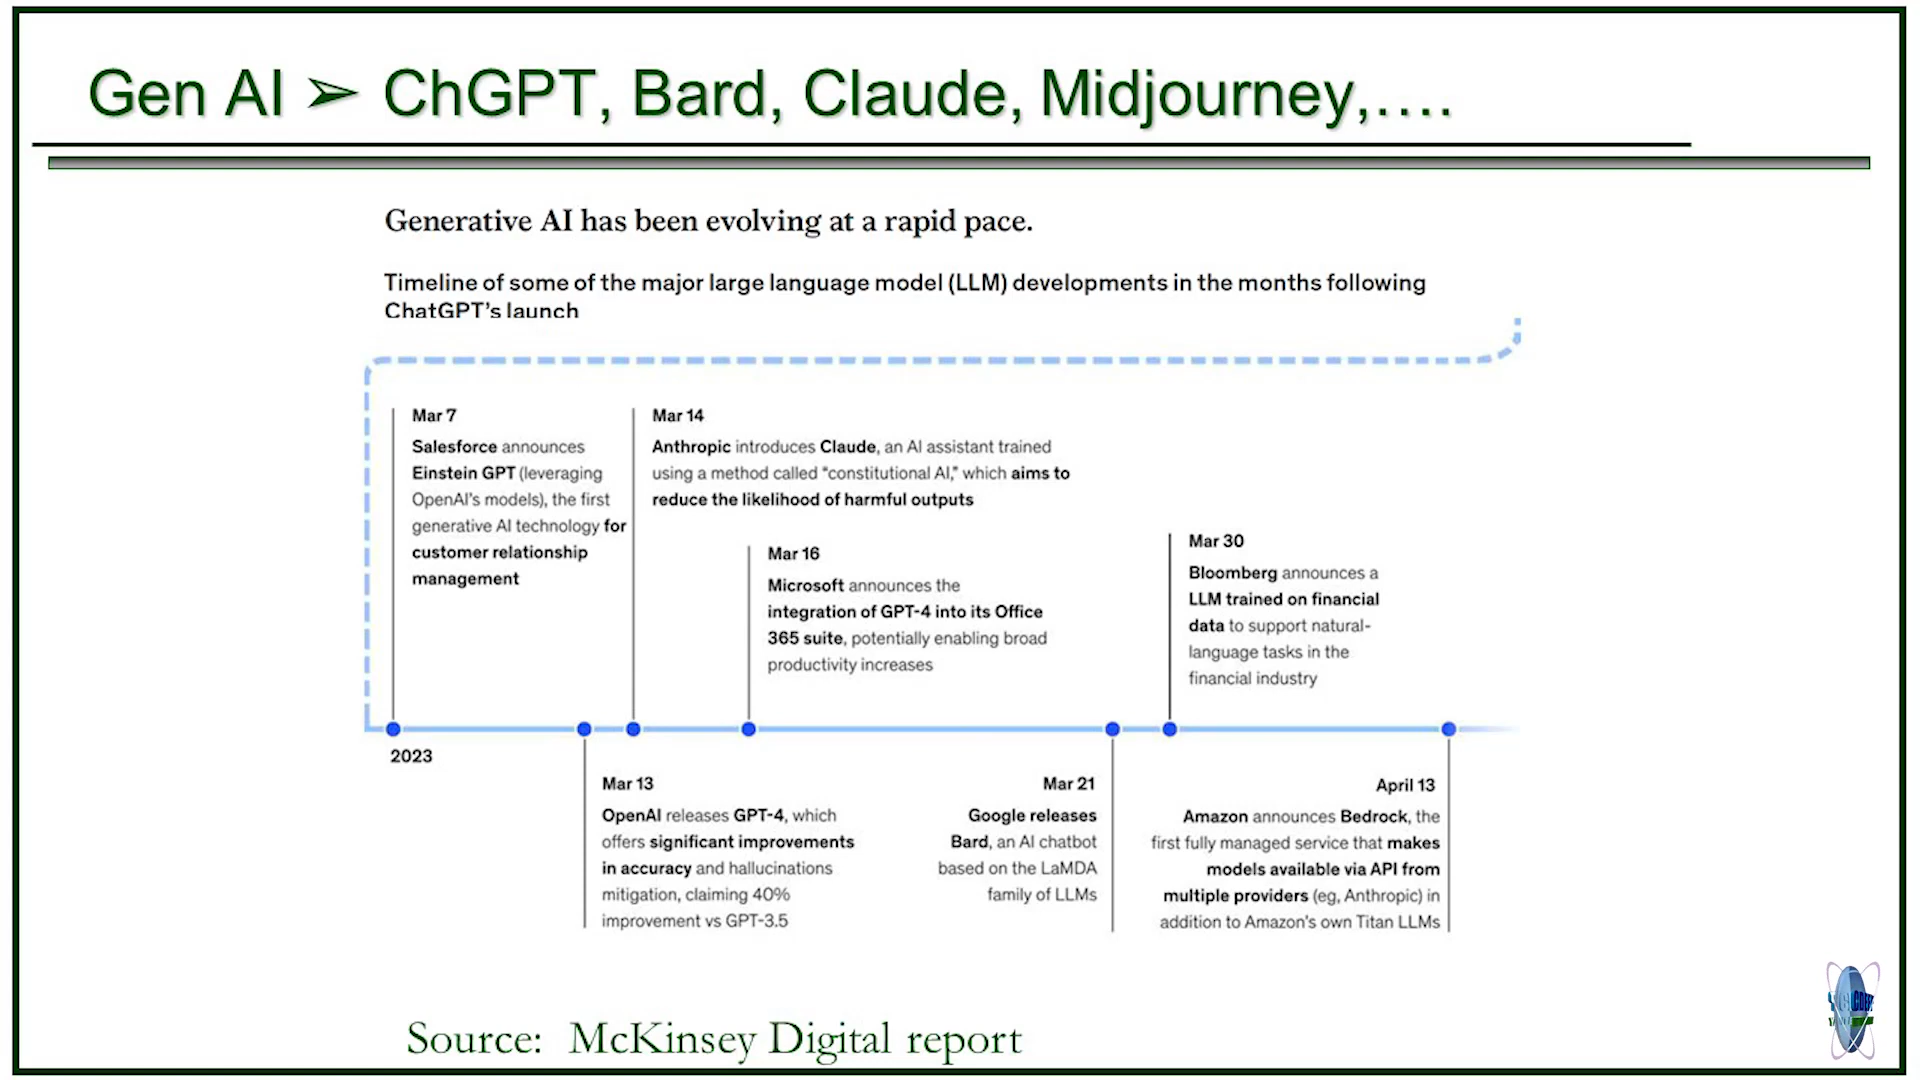 Gen AI ➢ ChGPT, Bard, Claude, Midjourney,….
Generative AI has been evolving at a rapid pace.
Timeline of some of the major large language model (LLM) developments in the months following
ChatGPT’s launch
Mar 7
Salesforce announces
Einstein GPT (leveraging
OpenAI’s models), the first
generative AI technology for
customer relationship
management
Mar 14
Anthropic introduces Claude, an AI assistant trained
using a method called “constitutional AI,” which aims to
reduce the likelihood of harmful outputs
Mar 16
Microsoft announces the
integration of GPT-4 into its Office
365 suite, potentially enabling broad
productivity increases
Mar 30
Bloomberg announces a
LLM trained on financial
data to support natural-
language tasks in the
financial industry
2023
Mar 13
OpenAI releases GPT-4, which
offers significant improvements
in accuracy and hallucinations
mitigation, claiming 40%
improvement vs GPT-3.5
Mar 21
Google releases
Bard, an AI chatbot
based on the LaMDA
family of LLMs
April 13
Amazon announces Bedrock, the
first fully managed service that makes
models available via API from
multiple providers (eg, Anthropic) in
addition to Amazon’s own Titan LLMs
Source: McKinsey Digital report